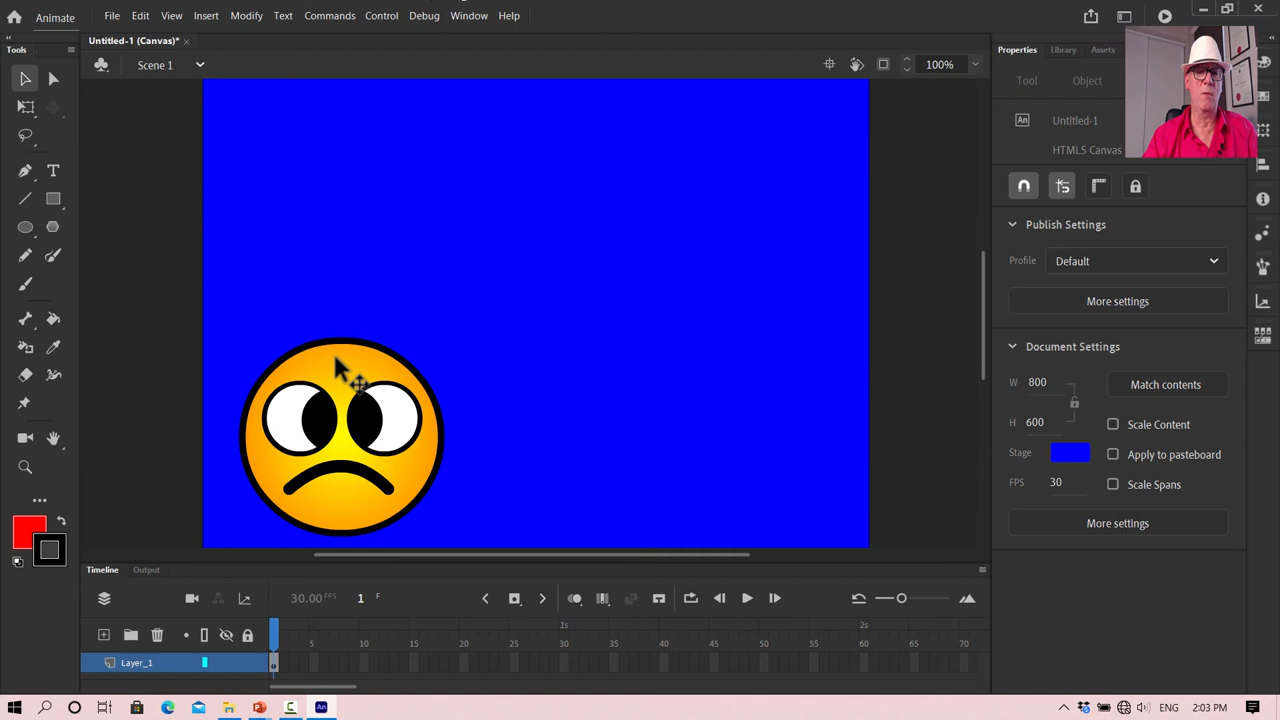 Animate
File Edit View Insert Modify Text Commands Control Debug Window Help
Untitled-1 (Canvas)*
Tools
Scene 1
100%
Properties Library Assets
Tool Object
An Untitled-1
HTML5 Canvas
Publish Settings
Profile Default
More settings
Document Settings
W 800 Match contents
H 600 Scale Content
Stage Apply to pasteboard
FPS 30 Scale Spans
More settings
Timeline Output
30.00 FPS 1 F
1s 2s
5 10 15 20 25 30 35 40 45 50 55 60 65 70
Layer_1
An
ENG 2:03 PM